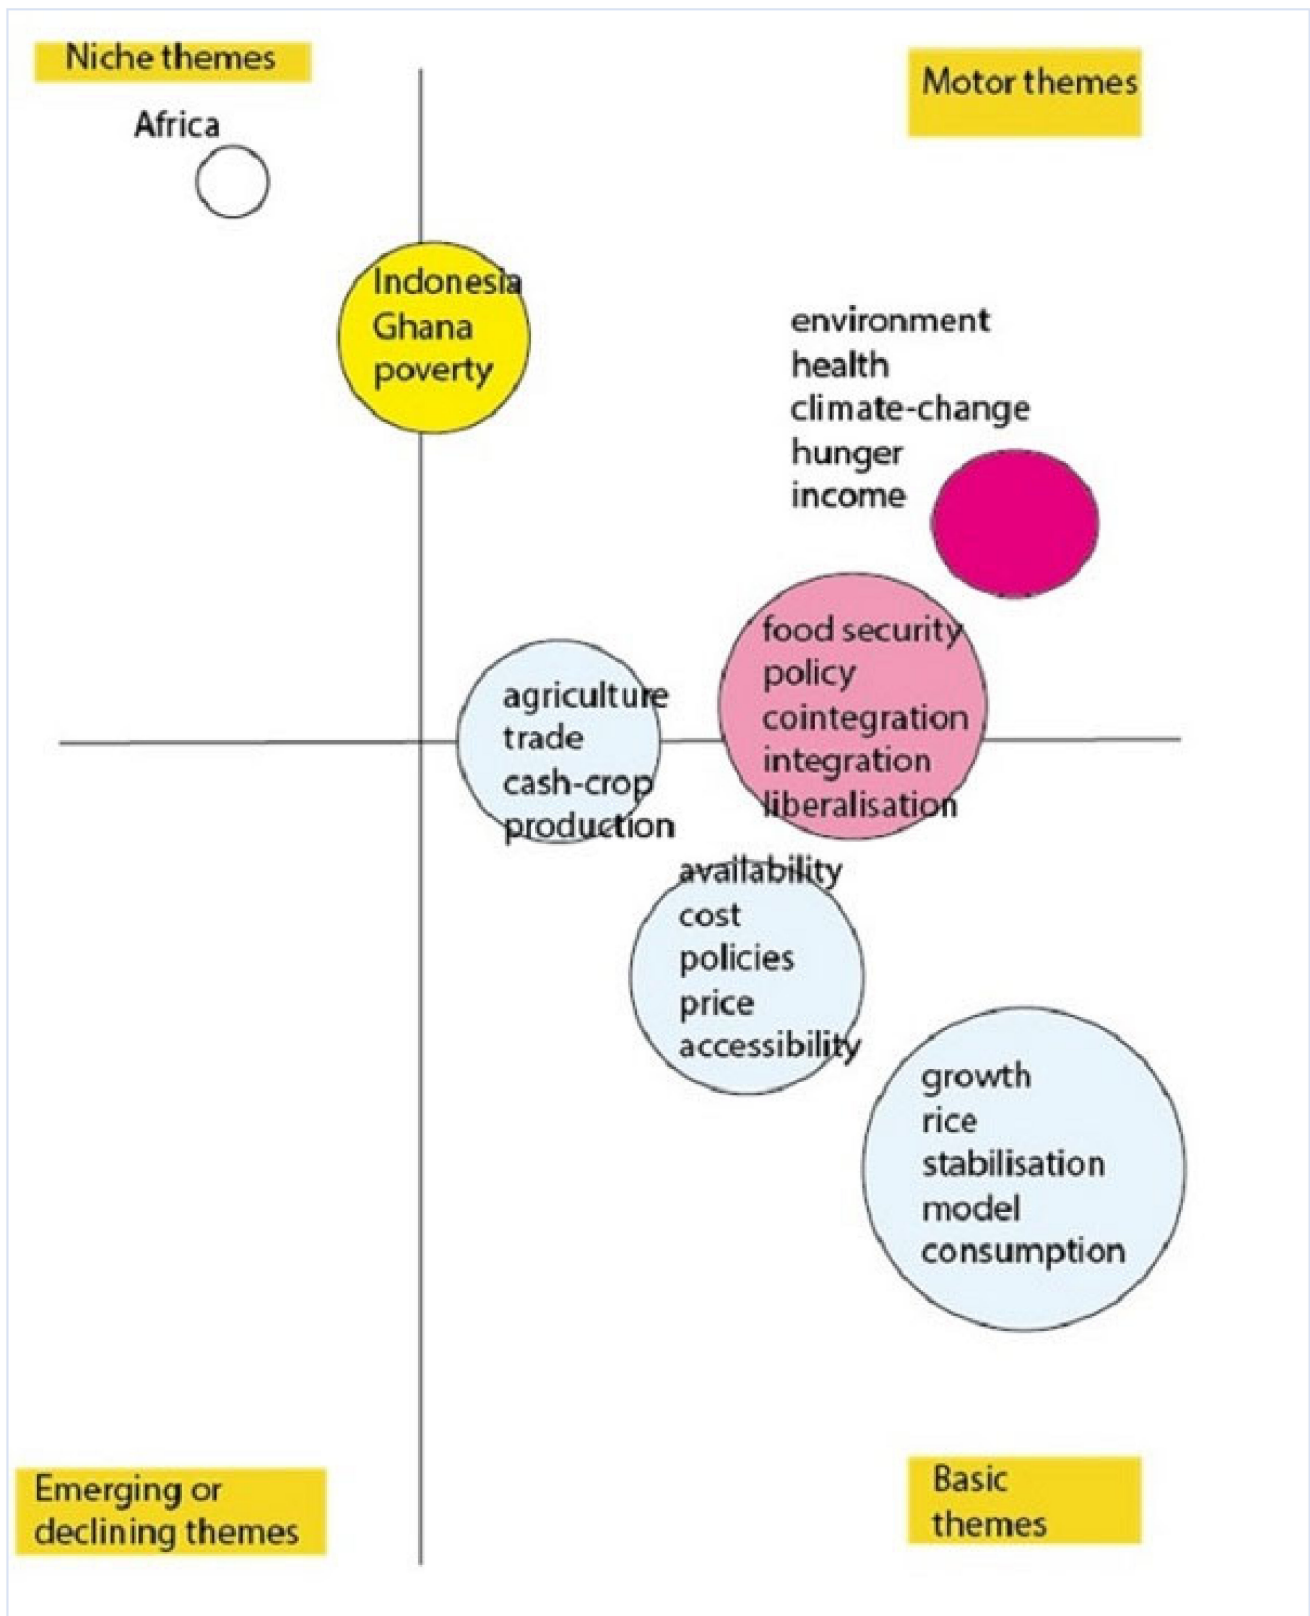 Niche themes
Motor themes
Africa
Indonesia
Ghana
poverty
environment
health
climate-change
hunger
income
food security
policy
cointegration
integration
liberalisation
agriculture
trade
cash-crop
production
availability
cost
policies
price
accessibility
growth
rice
stabilisation
model
consumption
Emerging or
declining themes
Basic
themes